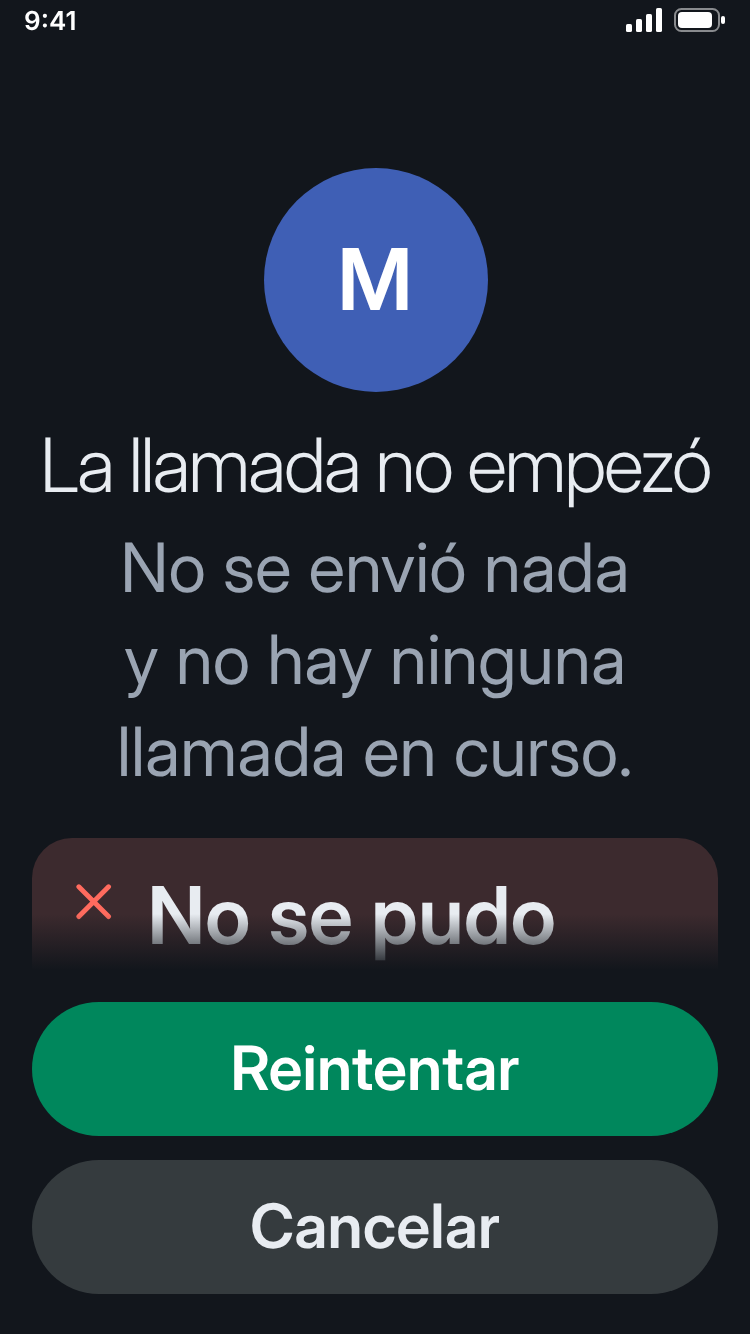 9:41
M
La llamada no empezó
No se envió nada
y no hay ninguna
llamada en curso.
No se pudo
Reintentar
Cancelar